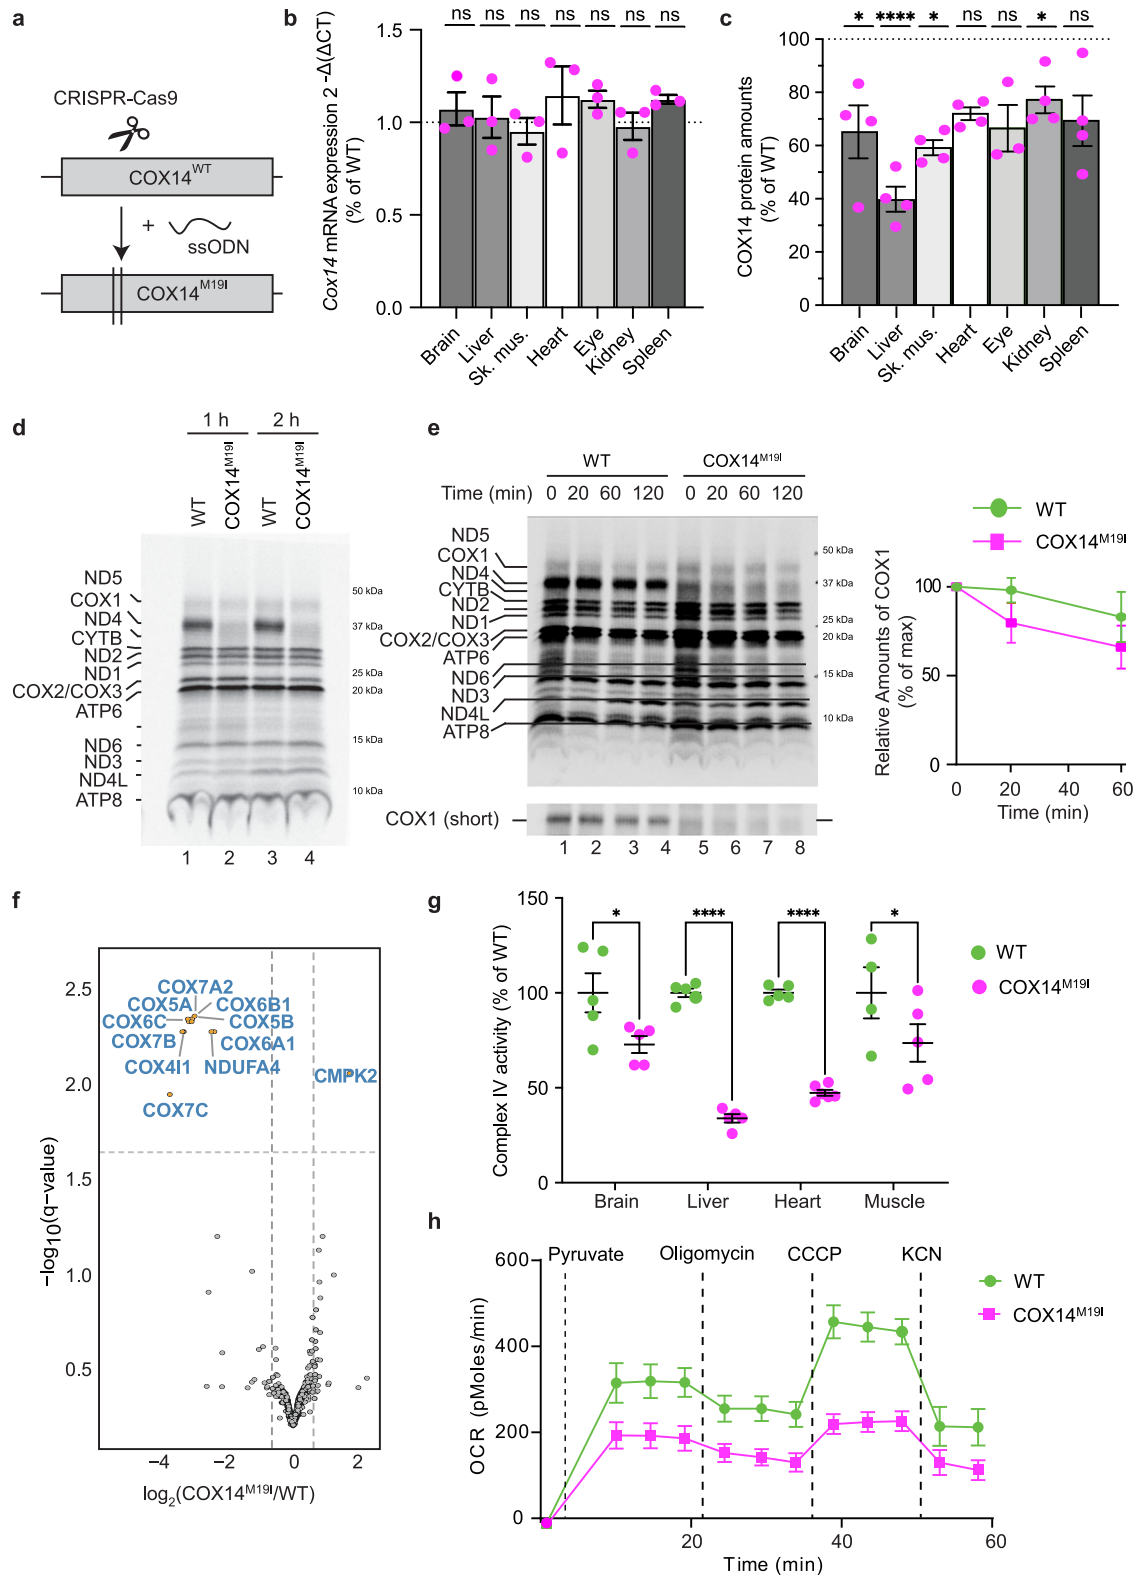 a
CRISPR-Cas9
COX14WT
+
ssODN
COX14M19I
b
ns ns ns ns ns ns ns
Cox14 mRNA expression 2 -Δ(ΔCT)
(% of WT)
1.5
1.0
0.5
0.0
Brain
Liver
Sk. mus.
Heart
Eye
Kidney
Spleen
c
* **** * ns ns * ns
COX14 protein amounts
(% of WT)
100
80
60
40
20
0
Brain
Liver
Sk. mus.
Heart
Eye
Kidney
Spleen
d
1 h 2 h
WT
COX14M19I
WT
COX14M19I
ND5
COX1
ND4
CYTB
ND2
ND1
COX2/COX3
ATP6
ND6
ND3
ND4L
ATP8
50 kDa
37 kDa
25 kDa
20 kDa
15 kDa
10 kDa
1 2 3 4
e
WT COX14M19I
Time (min) 0 20 60 120 0 20 60 120
ND5
COX1
ND4
CYTB
ND2
ND1
COX2/COX3
ATP6
ND6
ND3
ND4L
ATP8
50 kDa
37 kDa
25 kDa
20 kDa
15 kDa
10 kDa
COX1 (short)
1 2 3 4 5 6 7 8
WT
COX14M19I
Relative Amounts of COX1
(% of max)
100
50
0
0 20 40 60
Time (min)
f
−log10(q−value)
2.5
2.0
1.5
1.0
0.5
COX7A2
COX5A COX6B1
COX6C COX5B
COX7B COX6A1
COX4I1 NDUFA4
CMPK2
COX7C
−4 −2 0 2
log2(COX14M19I/WT)
g
Complex IV activity (% of WT)
150
100
50
0
* **** **** *
Brain Liver Heart Muscle
WT
COX14M19I
h
OCR (pMoles/min)
600
400
200
0
Pyruvate Oligomycin CCCP KCN
20 40 60
Time (min)
WT
COX14M19I